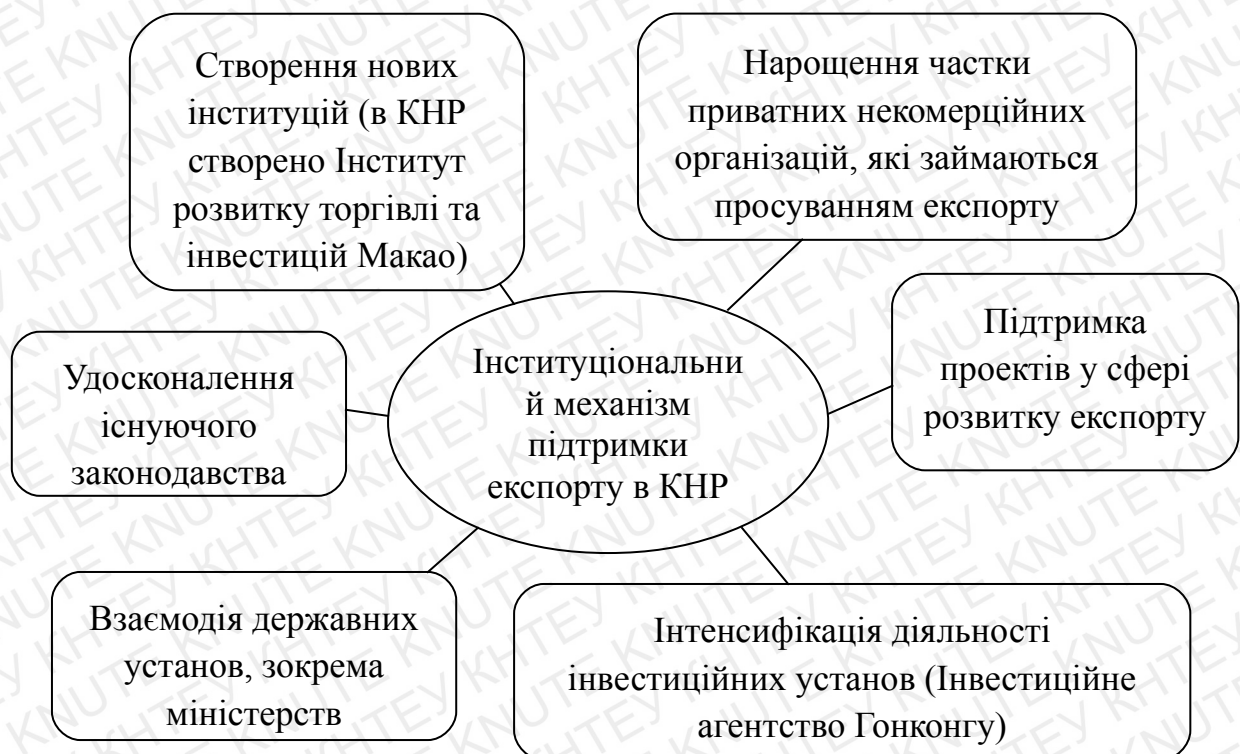 Створення нових
інституцій (в КНР
створено Інститут
розвитку торгівлі та
інвестицій Макао)
Нарощення частки
приватних некомерційних
організацій, які займаються
просуванням експорту
Підтримка
проектів у сфері
розвитку експорту
Інституціональни
й механізм
підтримки
експорту в КНР
Удосконалення
існуючого
законодавства
Взаємодія державних
установ, зокрема
міністерств
Інтенсифікація діяльності
інвестиційних установ (Інвестиційне
агентство Гонконгу)